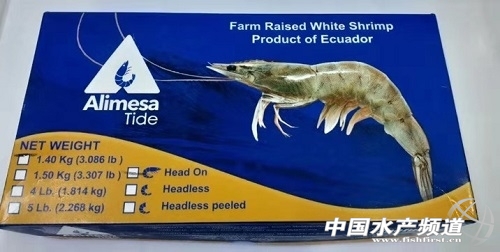 Farm Raised White Shrimp
Product of Ecuador
Alimesa
Tide
NET WEIGHT
1.40 Kg (3.086 lb )
1.50 Kg (3.307 lb ) Head On
4 Lb. (1.814 kg) Headless
5 Lb. (2.268 kg) Headless peeled
中国水产频道
www.fishfirst.cn